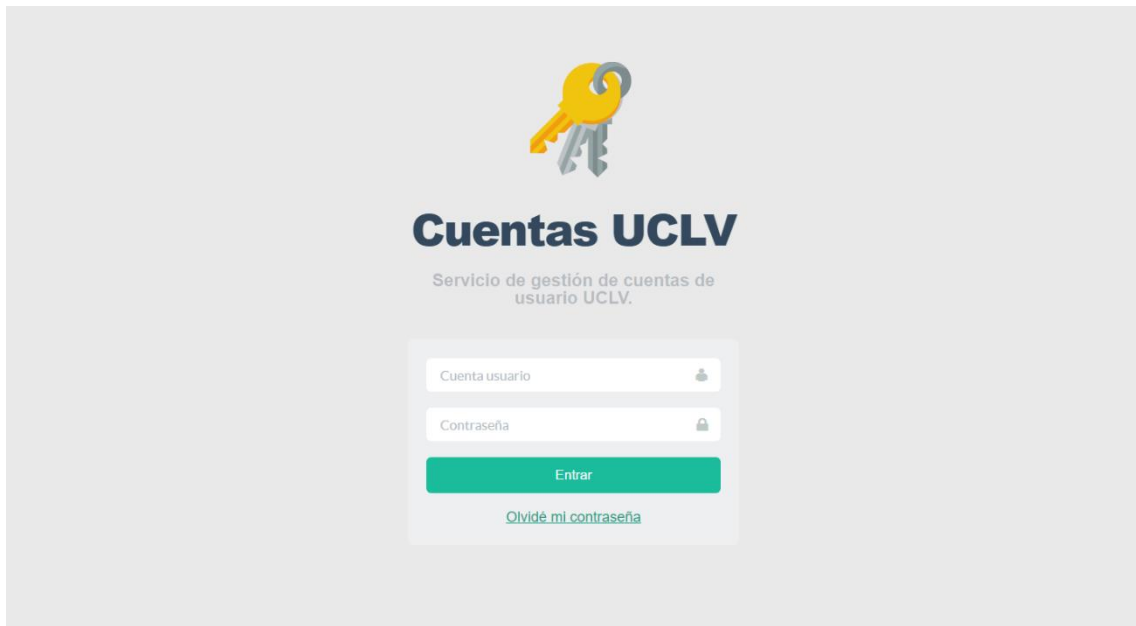 Cuentas UCLV
Servicio de gestión de cuentas de
usuario UCLV.
Cuenta usuario
Contraseña
Entrar
Olvidé mi contraseña